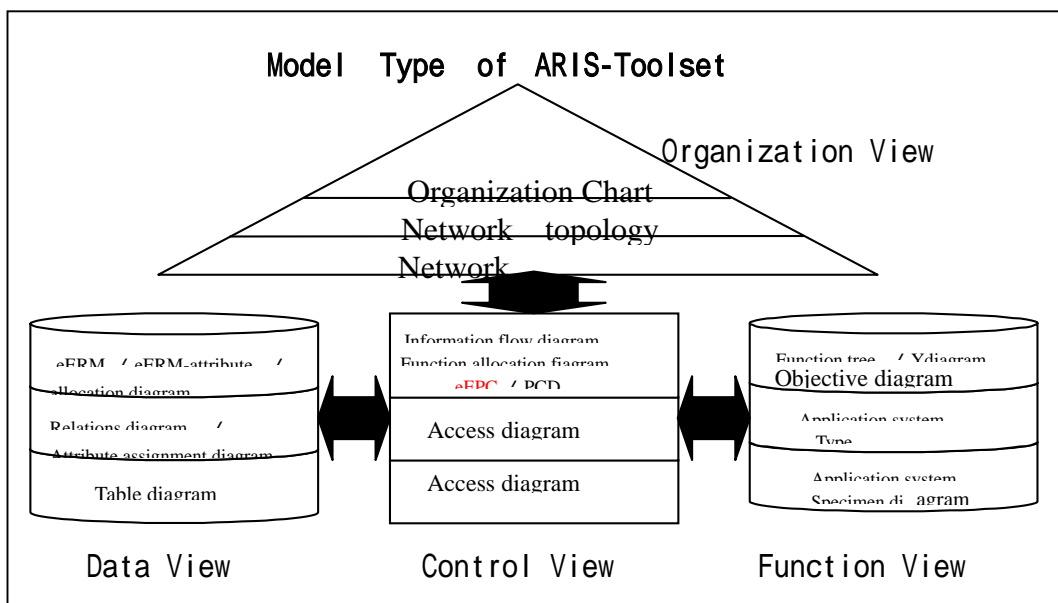 Model Type of ARIS-Toolset
Organization View
Organization Chart
Network topology
Network
eERM / eERM-attribute /
allocation diagram
Relations diagram /
Attribute assignment diagram
Table diagram
Information flow diagram
Function allocation fiagram
eEPC / PCD
Access diagram
Access diagram
Function tree / Ydiagram
Objective diagram
Application system
Type
Application system
Specimen di agram
Data View
Control View
Function View